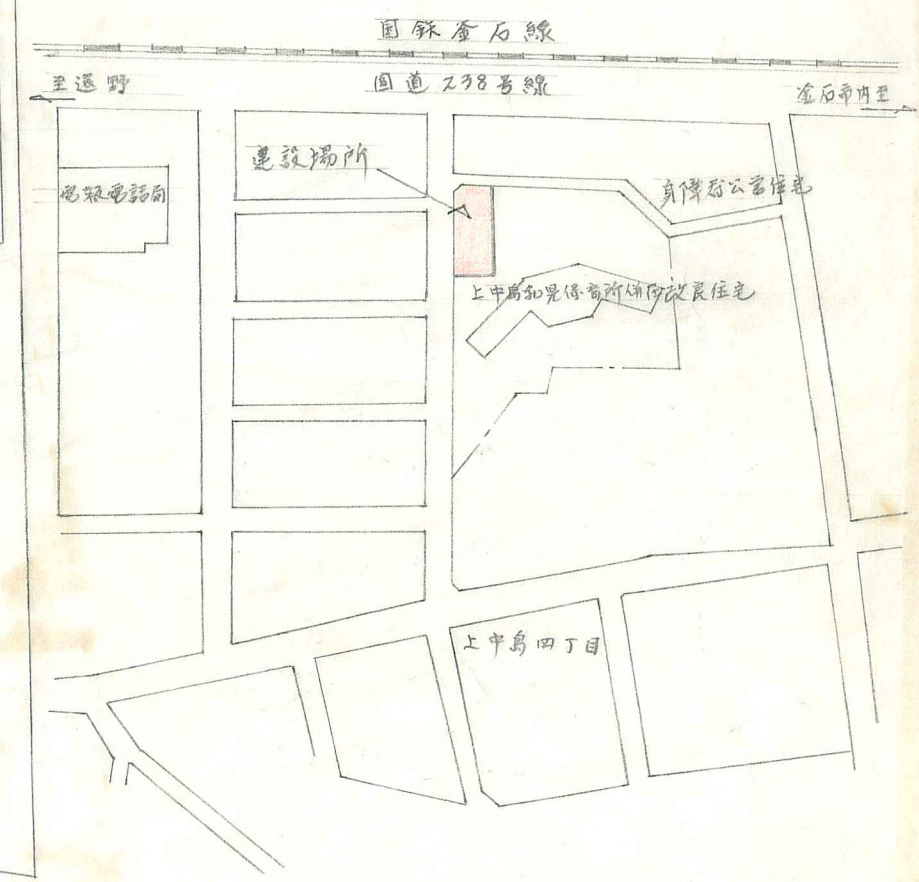 国鉄釜石線
至遠野
国道238号線
釜石市内至
建設場所
電報電話局
身障者公営住宅
上中島乳児保育所併設改良住宅
上中島四丁目